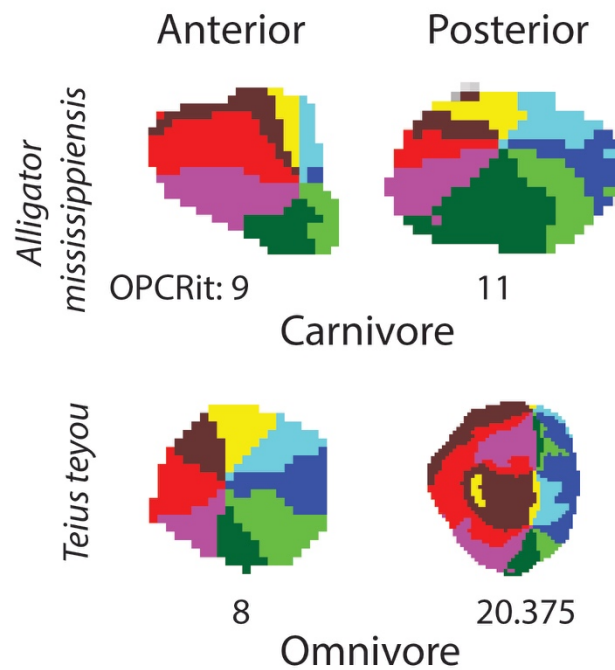 Anterior Posterior
Alligator
mississippiensis
OPCRit: 9 11
Carnivore
Teius teyou
8 20.375
Omnivore